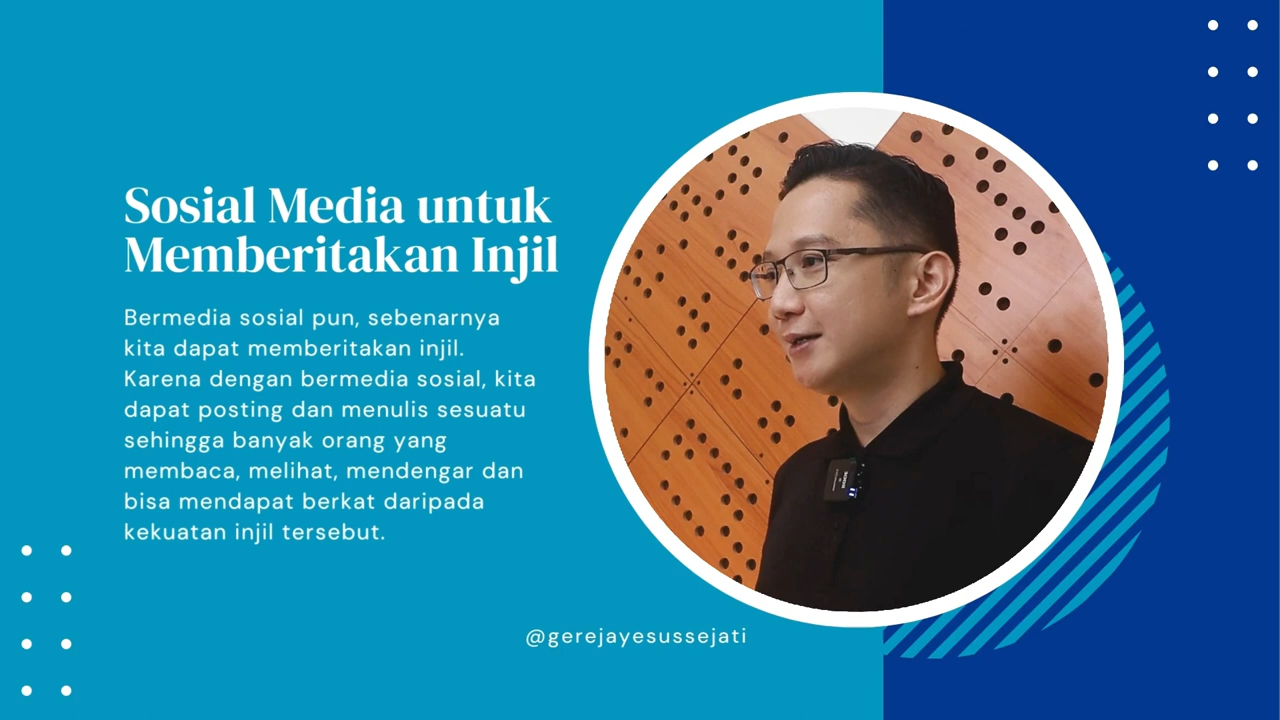 Sosial Media untuk
Memberitakan Injil
Bermedia sosial pun, sebenarnya
kita dapat memberitakan injil.
Karena dengan bermedia sosial, kita
dapat posting dan menulis sesuatu
sehingga banyak orang yang
membaca, melihat, mendengar dan
bisa mendapat berkat daripada
kekuatan injil tersebut.
@gerejayesussejati